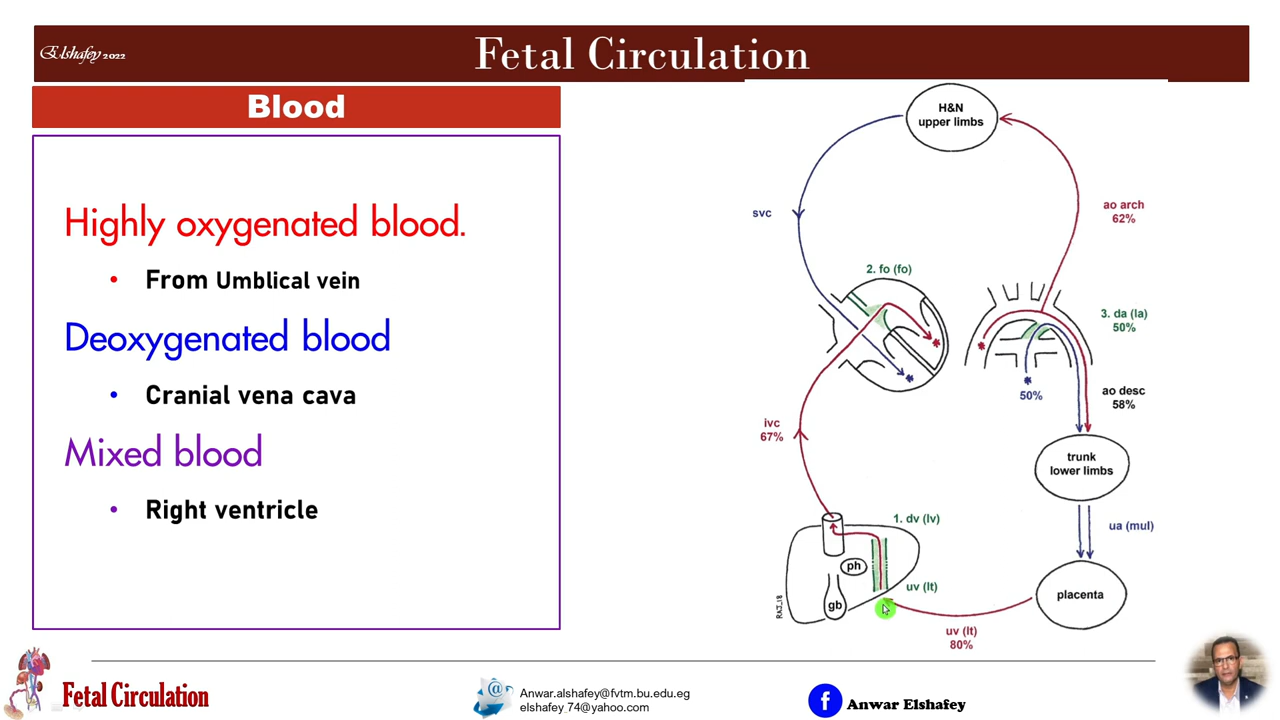 Elshafey 2022
Fetal Circulation
Blood
Highly oxygenated blood.
• From Umblical vein
Deoxygenated blood
• Cranial vena cava
Mixed blood
• Right ventricle
H&N
upper limbs
svc
ao arch
62%
2. fo (fo)
3. da (la)
50%
*
*
*
*
50%
ao desc
58%
ivc
67%
trunk
lower limbs
1. dv (lv)
ua (mul)
ph
uv (lt)
gb
placenta
RAJ_18
uv (lt)
80%
Fetal Circulation
@
Anwar.alshafey@fvtm.bu.edu.eg
elshafey_74@yahoo.com
f
Anwar Elshafey